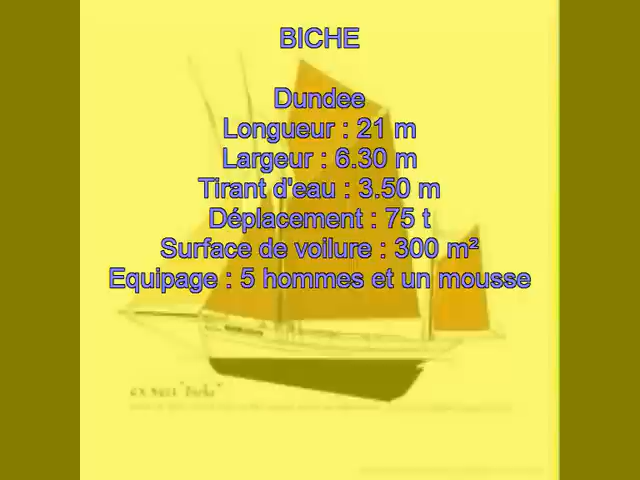 BICHE
Dundee
Longueur : 21 m
Largeur : 6.30 m
Tirant d'eau : 3.50 m
Déplacement : 75 t
Surface de voilure : 300 m²
Equipage : 5 hommes et un mousse